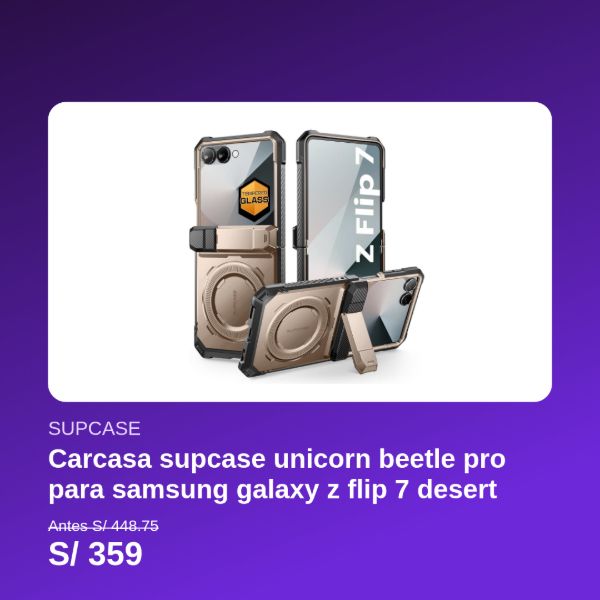 TEMPERED
GLASS
Z Flip 7
SUPCASE
Carcasa supcase unicorn beetle pro
para samsung galaxy z flip 7 desert
Antes S/ 448.75
S/ 359